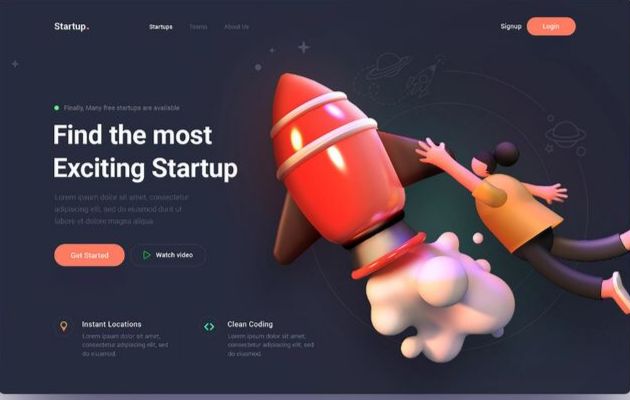 Startup.
Startups
Teams
About Us
Signup
Login
Finally, Many free startups are available
Find the most
Exciting Startup
Lorem ipsum dolor sit amet, consectetur
adipiscing elit, sed do eiusmod dunt ut
labore et dolore magna aliqua.
Get Started
Watch video
Instant Locations
Lorem ipsum dolor sit amet,
consectetur adipiscing elit, sed
do eiusmod.
Clean Coding
Lorem ipsum dolor sit amet,
consectetur adipiscing elit, sed
do eiusmod.